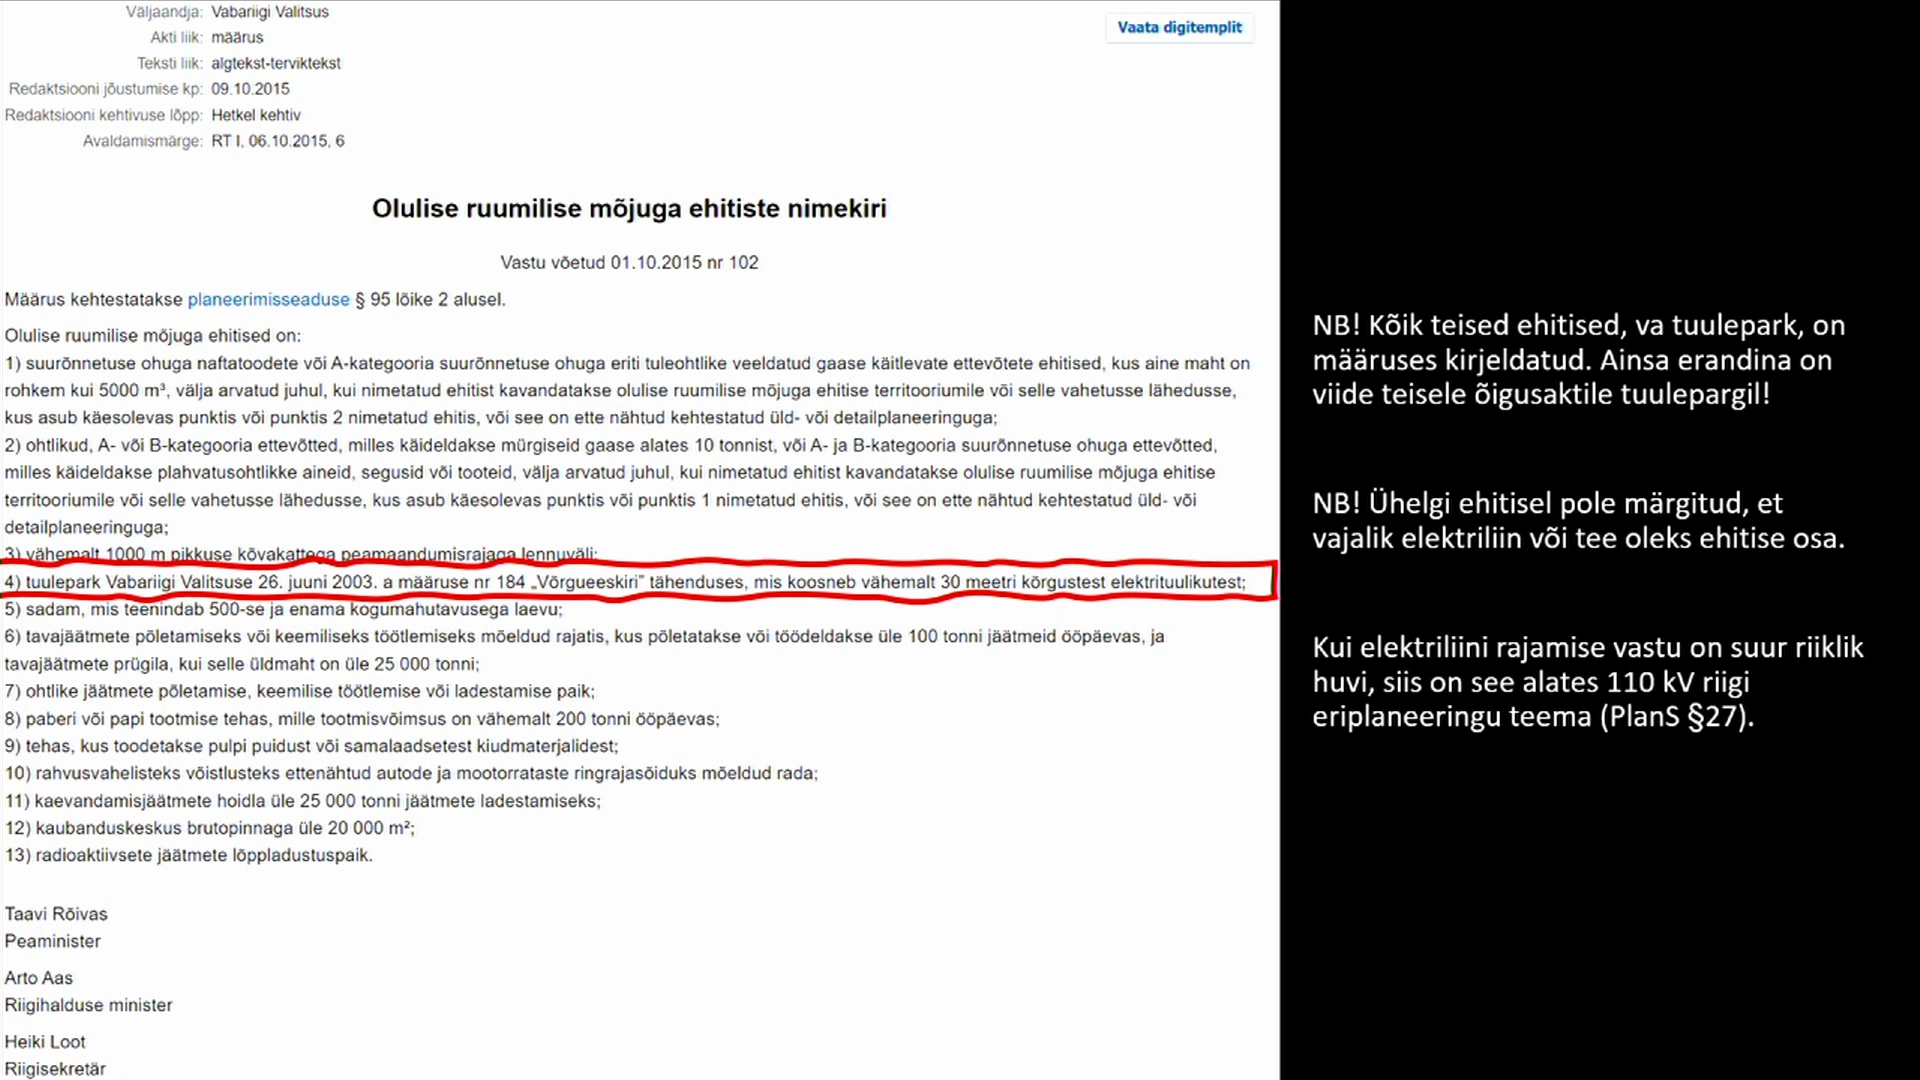 Väljaandja: Vabariigi Valitsus
Akti liik: määrus
Teksti liik: algtekst-terviktekst
Redaktsiooni jõustumise kp: 09.10.2015
Redaktsiooni kehtivuse lõpp: Hetkel kehtiv
Avaldamismärge: RT I, 06.10.2015, 6
Vaata digitemplit
Olulise ruumilise mõjuga ehitiste nimekiri
Vastu võetud 01.10.2015 nr 102
Määrus kehtestatakse planeerimisseaduse § 95 lõike 2 alusel.
Olulise ruumilise mõjuga ehitised on:
1) suurõnnetuse ohuga naftatoodete või A-kategooria suurõnnetuse ohuga eriti tuleohtlike veeldatud gaase käitlevate ettevõtete ehitised, kus aine maht on
rohkem kui 5000 m³, välja arvatud juhul, kui nimetatud ehitist kavandatakse olulise ruumilise mõjuga ehitise territooriumile või selle vahetusse lähedusse,
kus asub käesolevas punktis või punktis 2 nimetatud ehitis, või see on ette nähtud kehtestatud üld- või detailplaneeringuga;
2) ohtlikud, A- või B-kategooria ettevõtted, milles käideldakse mürgiseid gaase alates 10 tonnist, või A- ja B-kategooria suurõnnetuse ohuga ettevõtted,
milles käideldakse plahvatusohtlikke aineid, segusid või tooteid, välja arvatud juhul, kui nimetatud ehitist kavandatakse olulise ruumilise mõjuga ehitise
territooriumile või selle vahetusse lähedusse, kus asub käesolevas punktis või punktis 1 nimetatud ehitis, või see on ette nähtud kehtestatud üld- või
detailplaneeringuga;
3) vähemalt 1000 m pikkuse kõvakattega peamaandumisrajaga lennuväli;
4) tuulepark Vabariigi Valitsuse 26. juuni 2003. a määruse nr 184 „Võrgueeskiri” tähenduses, mis koosneb vähemalt 30 meetri kõrgustest elektrituulikutest;
5) sadam, mis teenindab 500-se ja enama kogumahutavusega laevu;
6) tavajäätmete põletamiseks või keemiliseks töötlemiseks mõeldud rajatis, kus põletatakse või töödeldakse üle 100 tonni jäätmeid ööpäevas, ja
tavajäätmete prügila, kui selle üldmaht on üle 25 000 tonni;
7) ohtlike jäätmete põletamise, keemilise töötlemise või ladestamise paik;
8) paberi või papi tootmise tehas, mille tootmisvõimsus on vähemalt 200 tonni ööpäevas;
9) tehas, kus toodetakse pulpi puidust või samalaadsetest kiudmaterjalidest;
10) rahvusvahelisteks võistlusteks ettenähtud autode ja mootorrataste ringrajasõiduks mõeldud rada;
11) kaevandamisjäätmete hoidla üle 25 000 tonni jäätmete ladestamiseks;
12) kaubanduskeskus brutopinnaga üle 20 000 m²;
13) radioaktiivsete jäätmete lõppladustuspaik.
Taavi Rõivas
Peaminister
Arto Aas
Riigihalduse minister
Heiki Loot
Riigisekretär
NB! Kõik teised ehitised, va tuulepark, on
määruses kirjeldatud. Ainsa erandina on
viide teisele õigusaktile tuulepargil!
NB! Ühelgi ehitisel pole märgitud, et
vajalik elektriliin või tee oleks ehitise osa.
Kui elektriliini rajamise vastu on suur riiklik
huvi, siis on see alates 110 kV riigi
eriplaneeringu teema (PlanS §27).